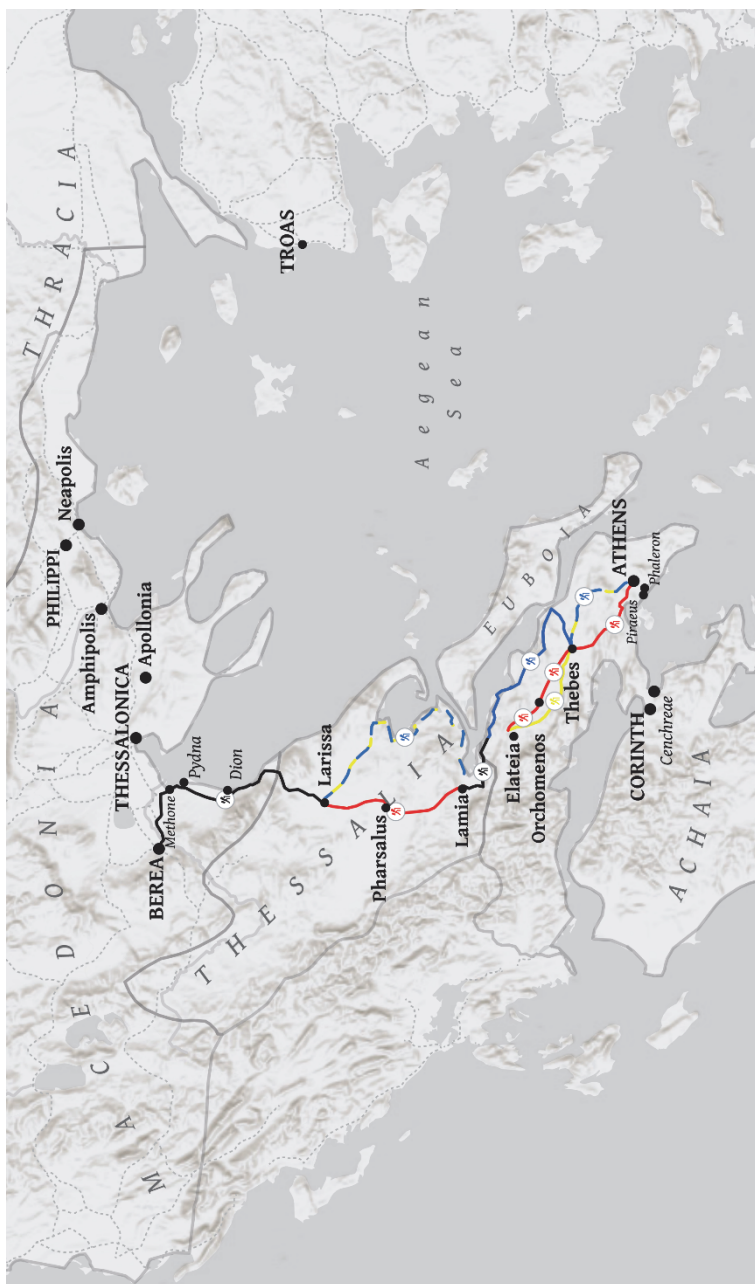 THRACIA
MACEDONIA
PHILIPPI
Neapolis
Amphipolis
THESSALONICA
Apollonia
BEREA
Methone
Pydna
Dion
TROAS
Aegean
Sea
THESSALIA
Larissa
Pharsalus
Lamia
EUBOIA
Elateia
Orchomenos
Thebes
ATHENS
Piraeus
Phaleron
CORINTH
Cenchreae
ACHAIA